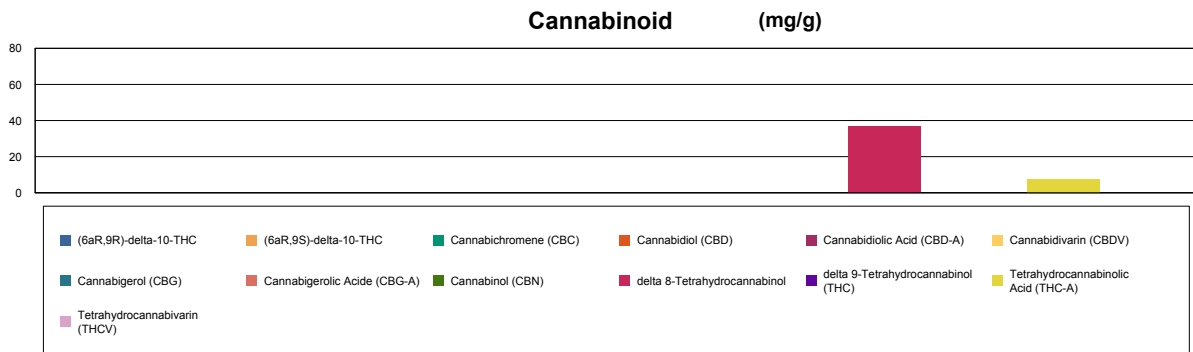 Cannabinoid (mg/g)
80
60
40
20
0
(6aR,9R)-delta-10-THC
(6aR,9S)-delta-10-THC
Cannabichromene (CBC)
Cannabidiol (CBD)
Cannabidiolic Acid (CBD-A)
Cannabidivarin (CBDV)
Cannabigerol (CBG)
Cannabigerolic Acide (CBG-A)
Cannabinol (CBN)
delta 8-Tetrahydrocannabinol
delta 9-Tetrahydrocannabinol
(THC)
Tetrahydrocannabinolic
Acid (THC-A)
Tetrahydrocannabivarin
(THCV)